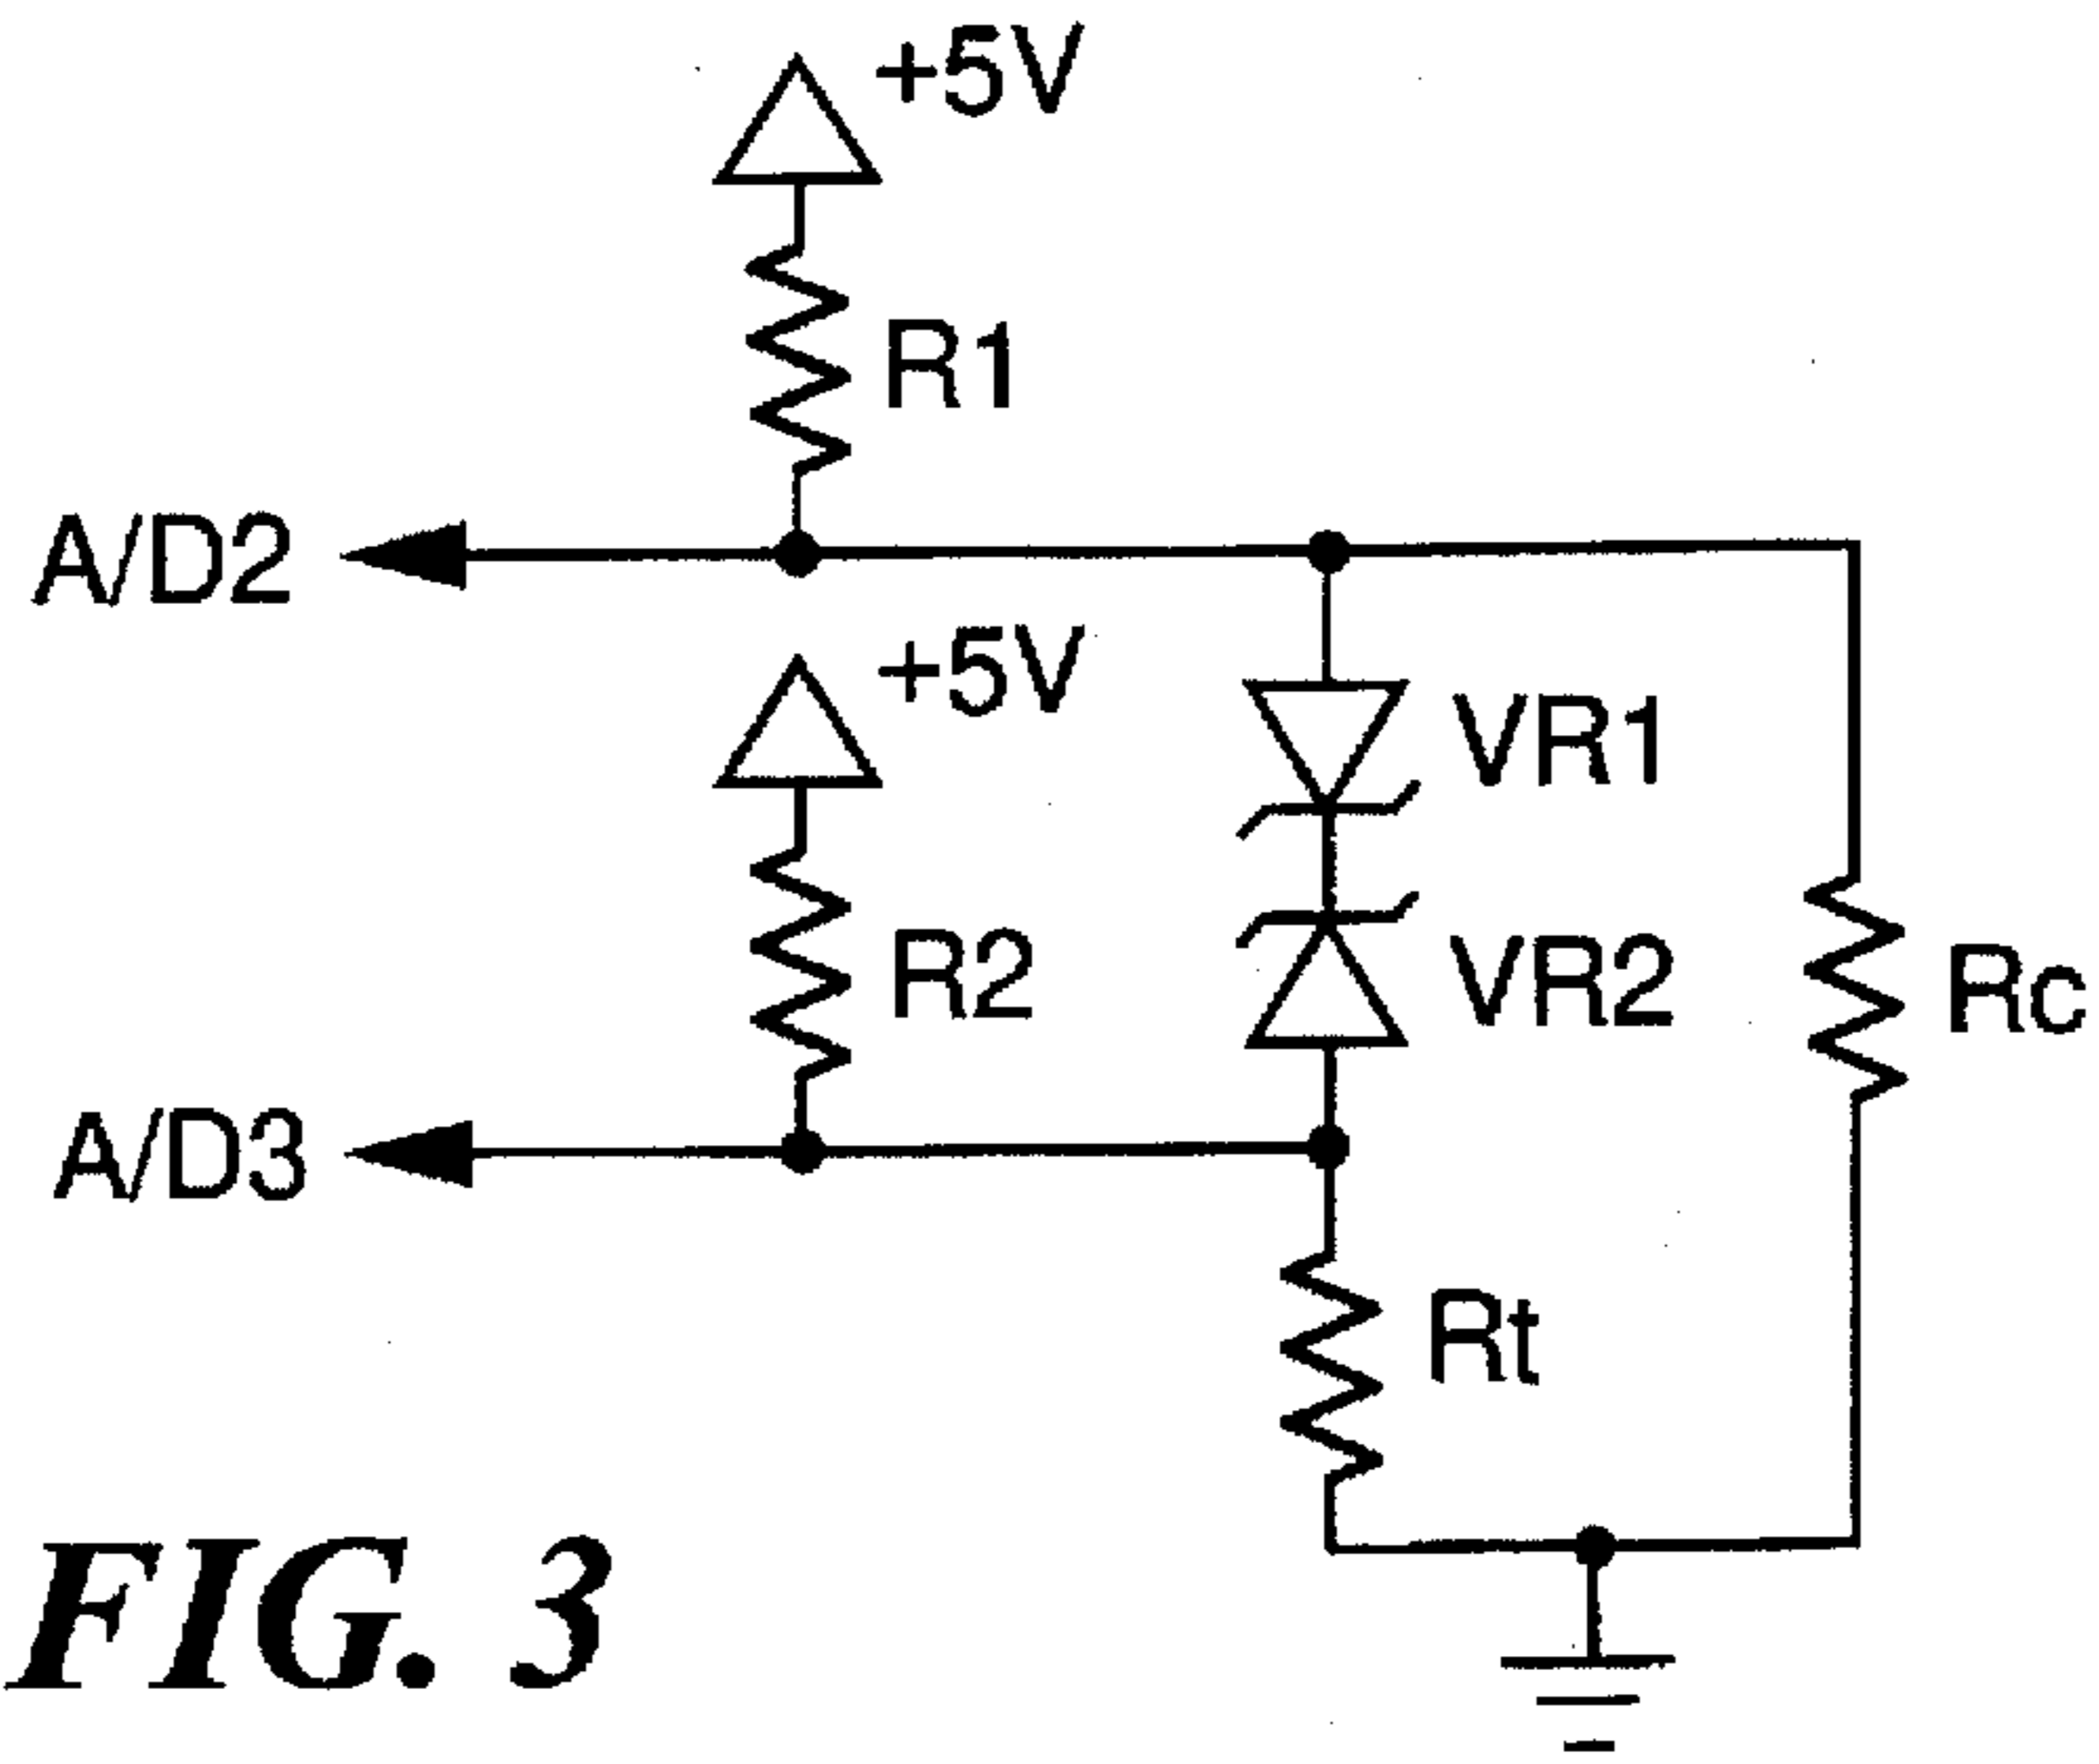 +5V
R1
A/D2
+5V
VR1
R2
VR2
Rc
A/D3
Rt
FIG. 3